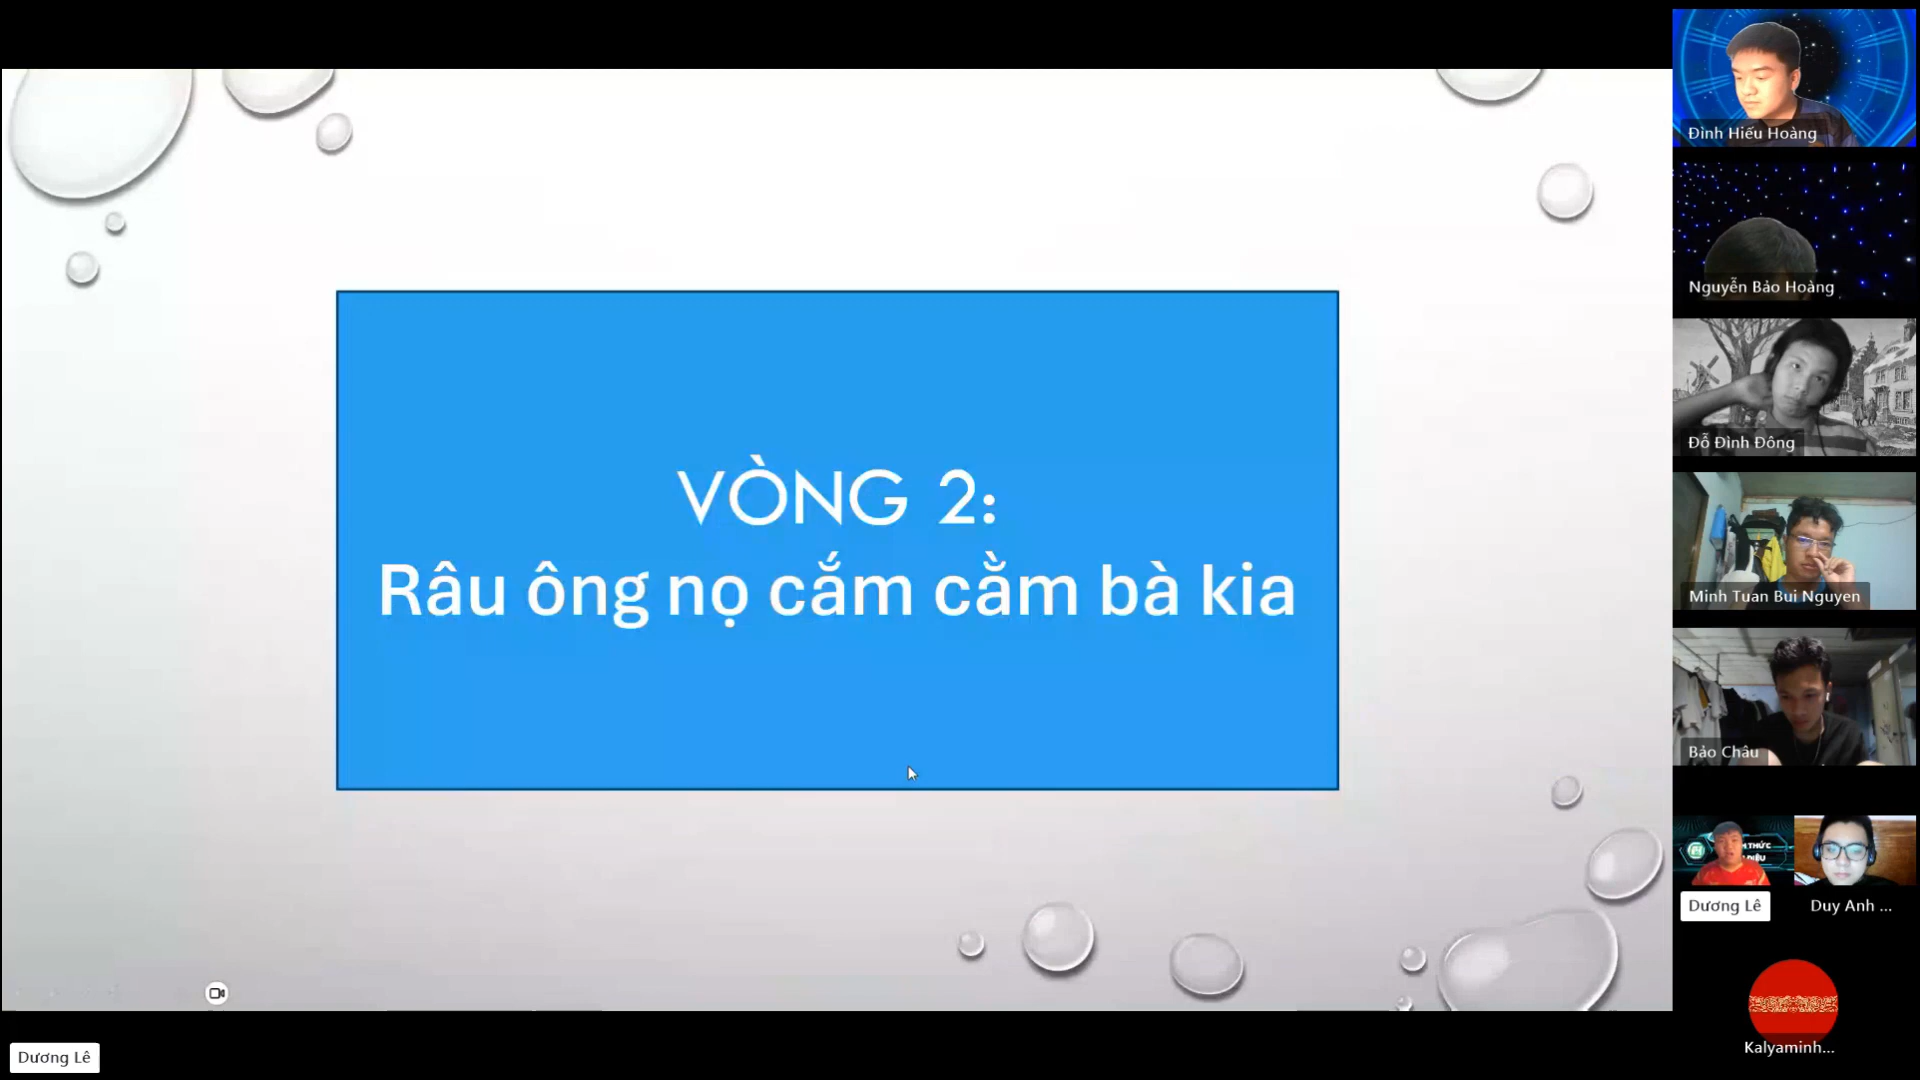 VÒNG 2:
Râu ông nọ cắm cằm bà kia
Đình Hiếu Hoàng
Nguyễn Bảo Hoàng
Đỗ Đình Đông
Minh Tuan Bui Nguyen
Bảo Châu
Dương Lê
Duy Anh ...
Kalyaminh...
Dương Lê